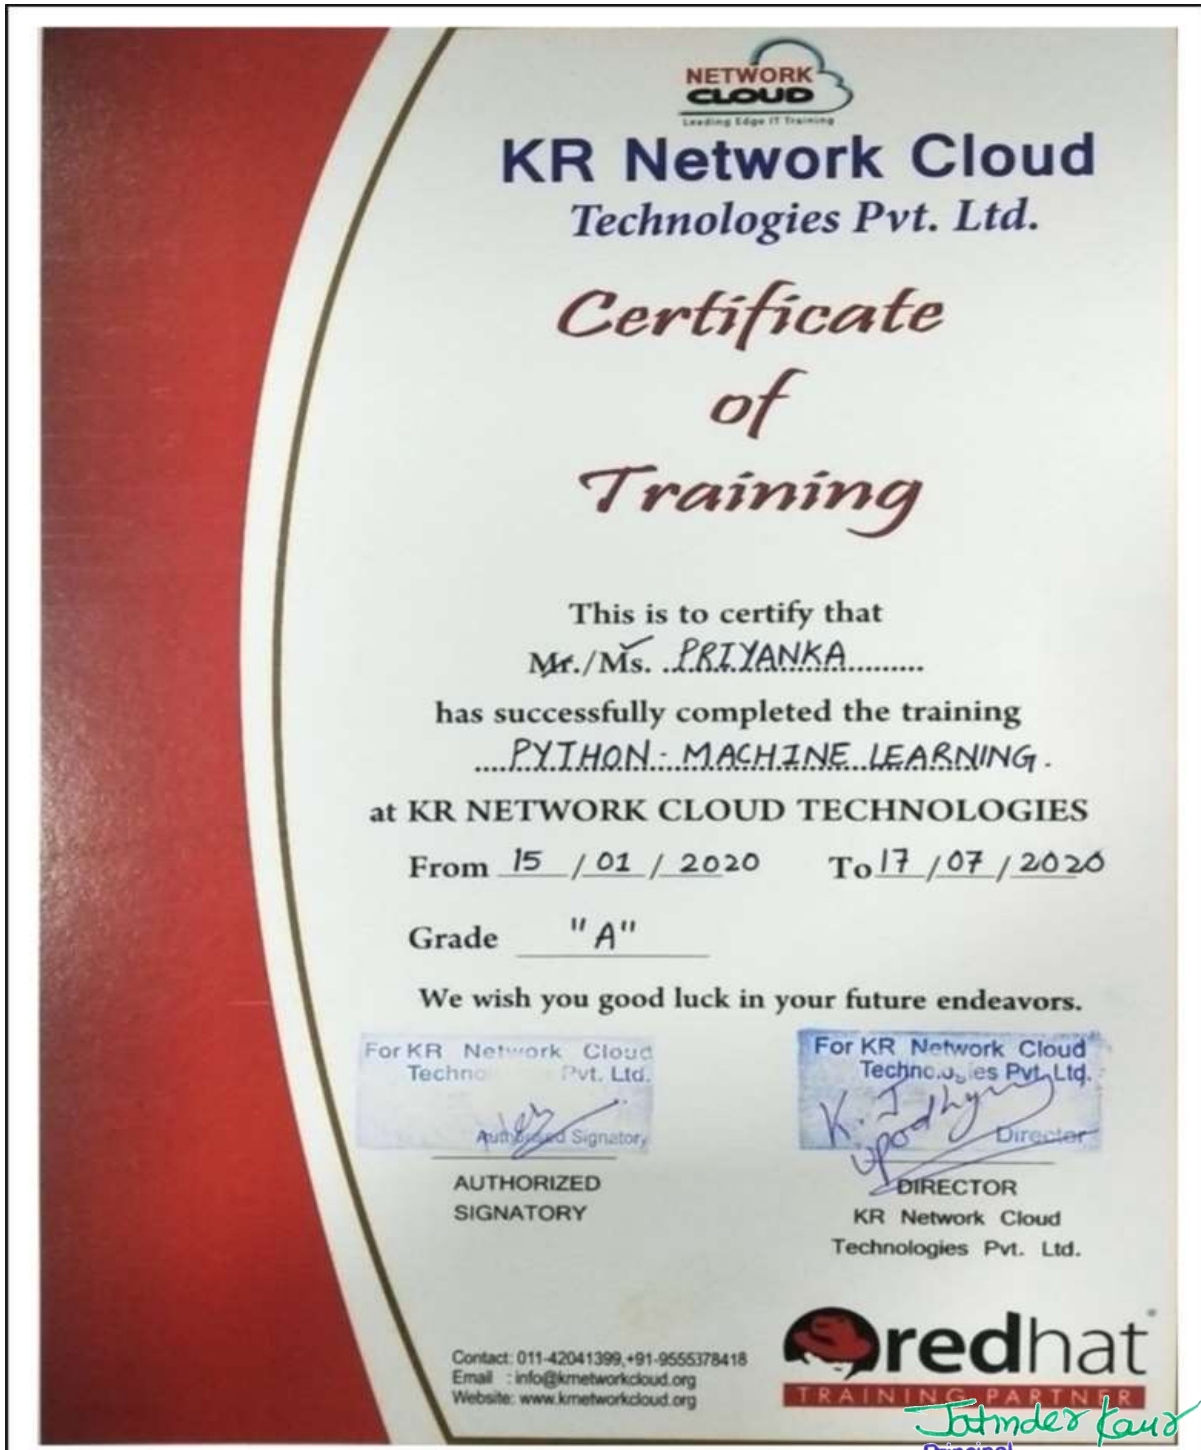 NETWORK
CLOUD
Leading Edge IT Training
KR Network Cloud
Technologies Pvt. Ltd.
Certificate
of
Training
This is to certify that
Mr./Ms. PRIYANKA
has successfully completed the training
PYTHON - MACHINE LEARNING.
at KR NETWORK CLOUD TECHNOLOGIES
From 15 / 01 / 2020 To 17 / 07 / 2020
Grade "A"
We wish you good luck in your future endeavors.
For KR Network Cloud
Pvt. Ltd.
Signatory
AUTHORIZED
SIGNATORY
For KR Network Cloud
Technologies Pvt. Ltd.
K. J
Upadhyay
Director
DIRECTOR
KR Network Cloud
Technologies Pvt. Ltd.
Contact: 011-42041399,+91-9555378418
Email : info@krnetworkcloud.org
Website: www.krnetworkcloud.org
redhat
TRAINING PARTNER
Jatinder Kaur
Principal